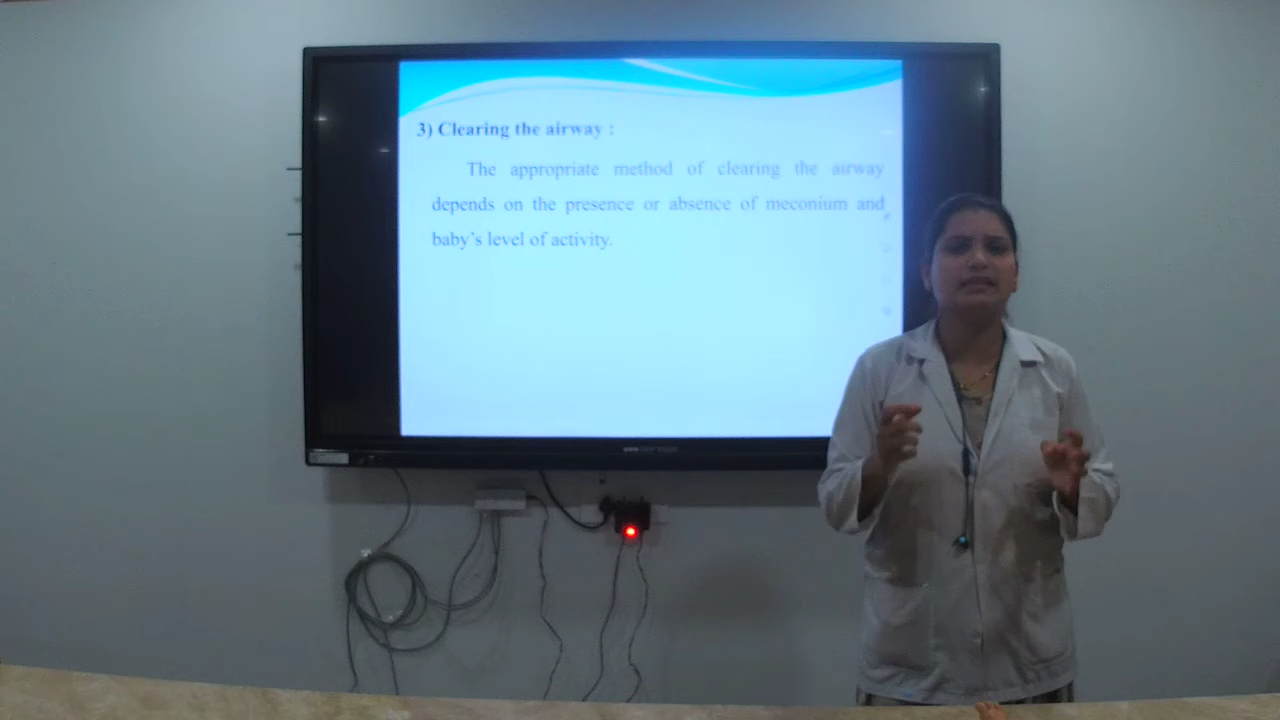 3) Clearing the airway :
The appropriate method of clearing the airway
depends on the presence or absence of meconium and
baby's level of activity.